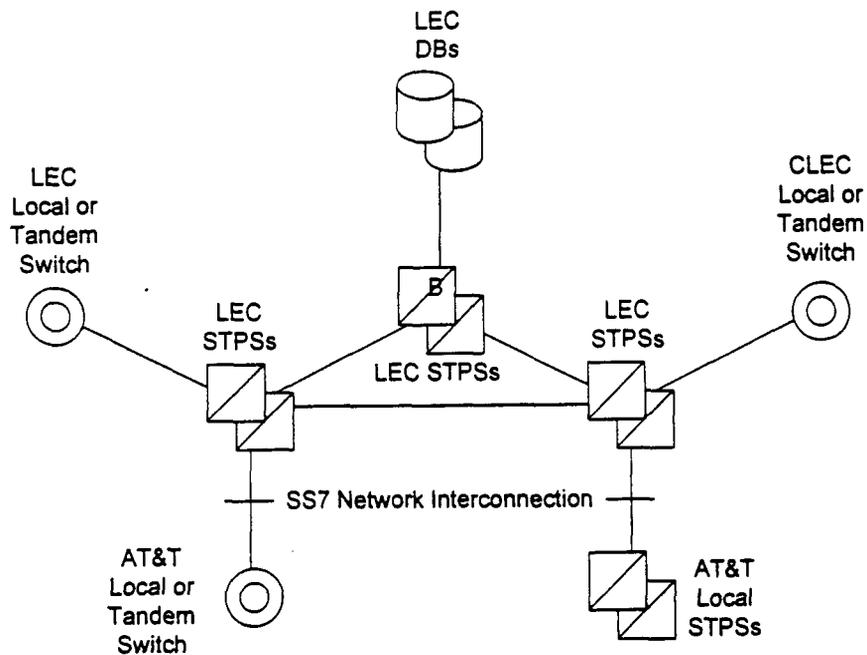 LEC
DBs
LEC
Local or
Tandem
Switch
CLEC
Local or
Tandem
Switch
B
LEC
STPSs
LEC
STPSs
LEC STPSs
SS7 Network Interconnection
AT&T
Local or
Tandem
Switch
AT&T
Local
STPSs